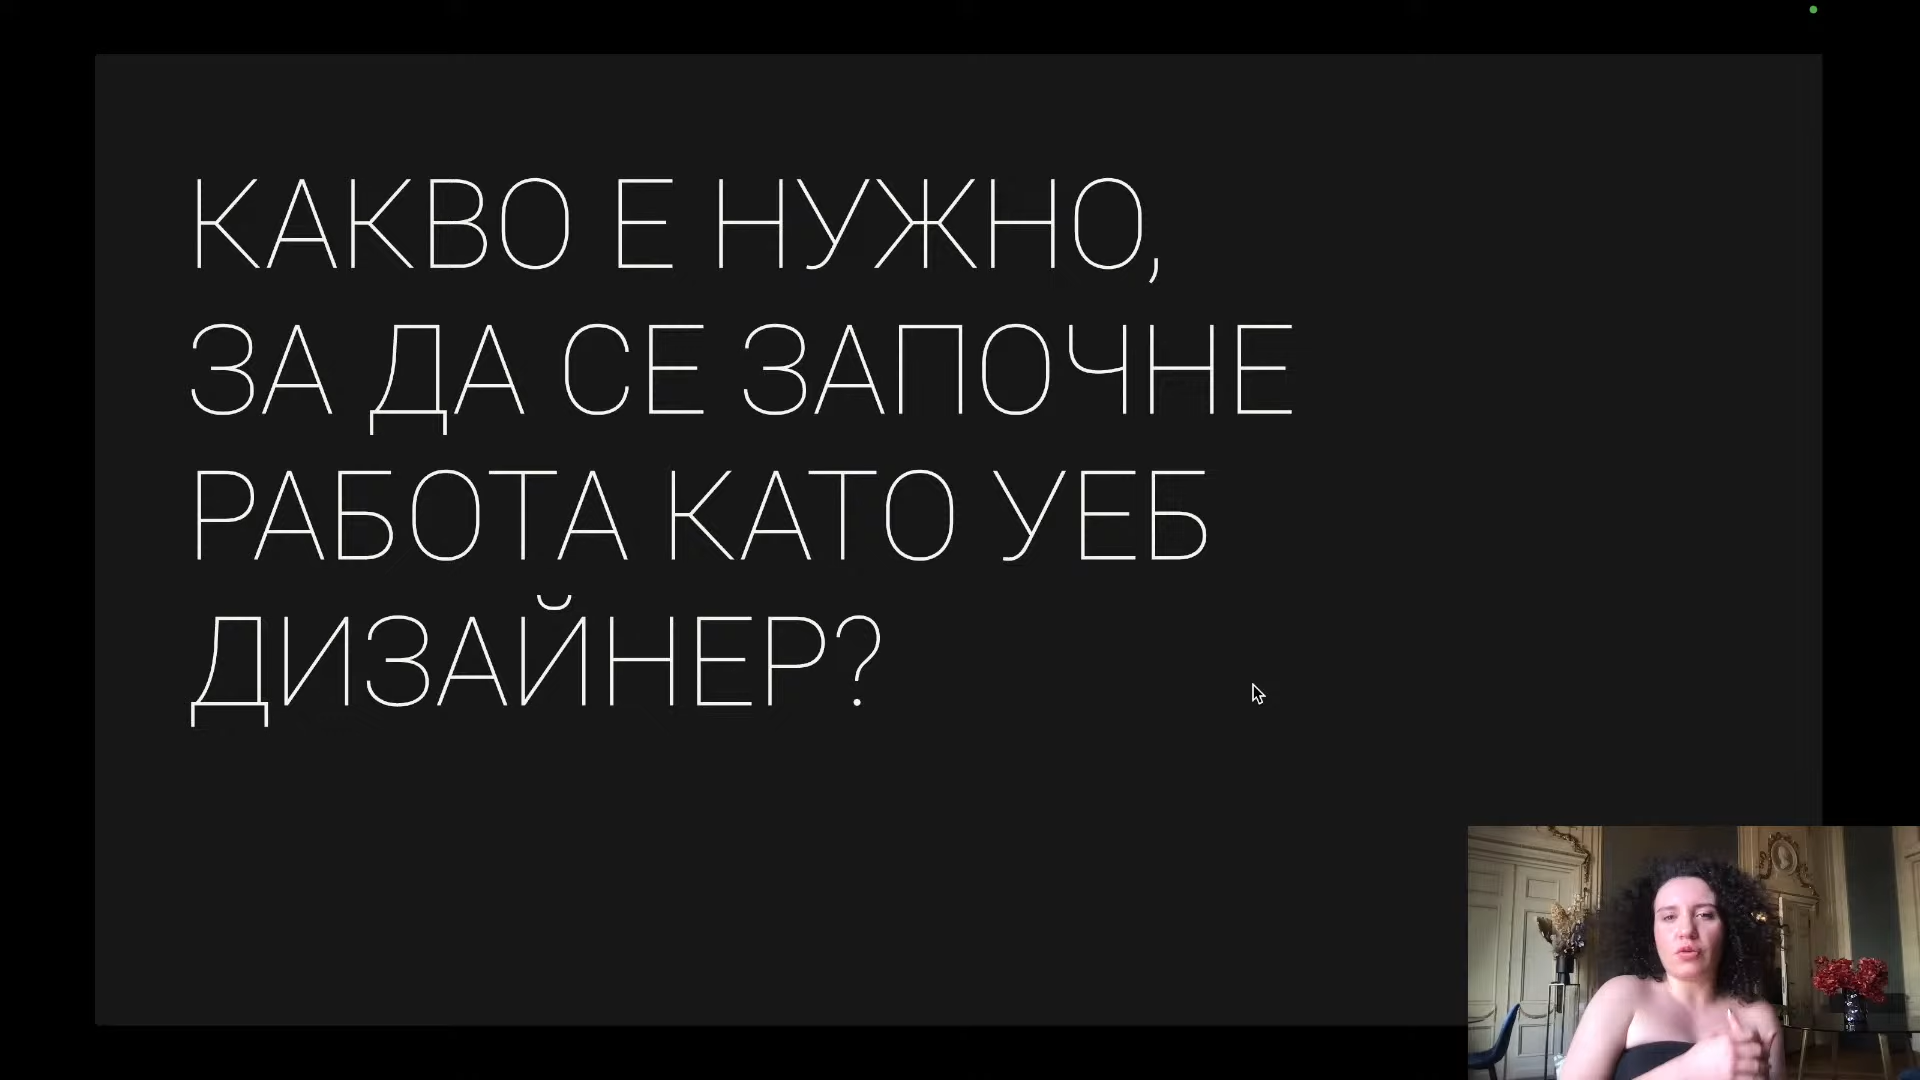 КАКВО Е НУЖНО,
ЗА ДА СЕ ЗАПОЧНЕ
РАБОТА КАТО УЕБ
ДИЗАЙНЕР?